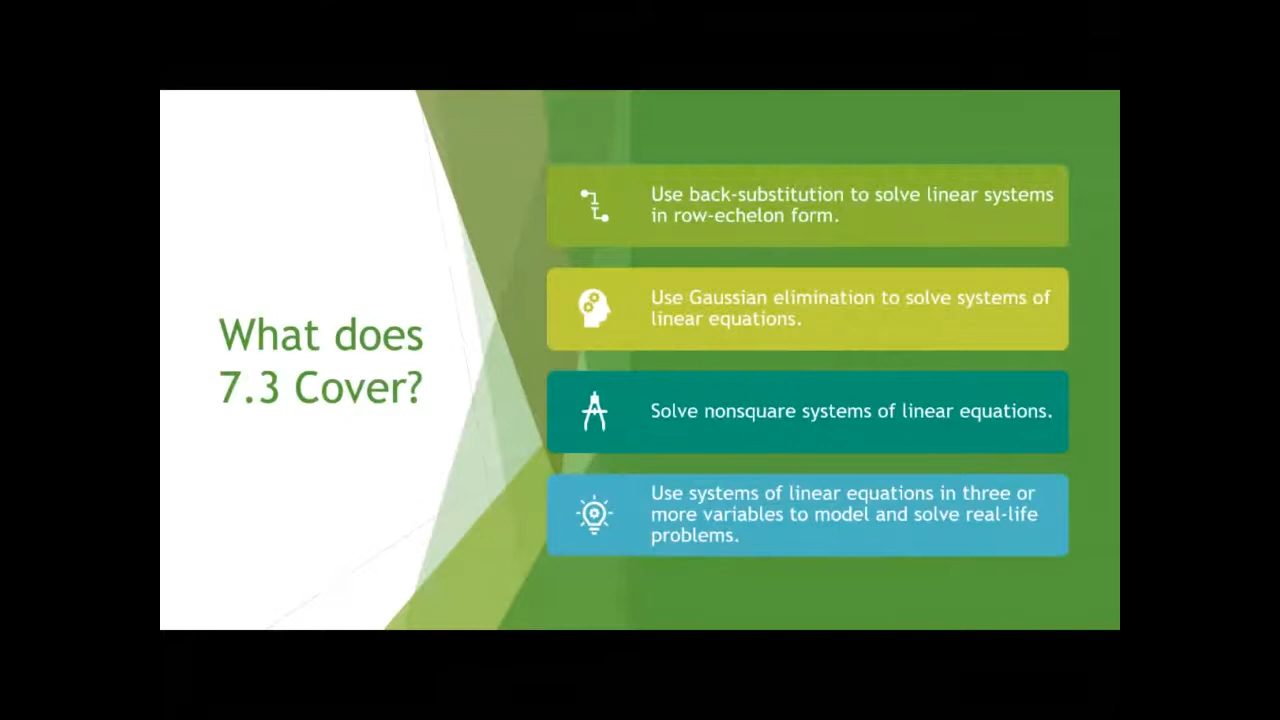 What does
7.3 Cover?
Use back-substitution to solve linear systems
in row-echelon form.
Use Gaussian elimination to solve systems of
linear equations.
Solve nonsquare systems of linear equations.
Use systems of linear equations in three or
more variables to model and solve real-life
problems.